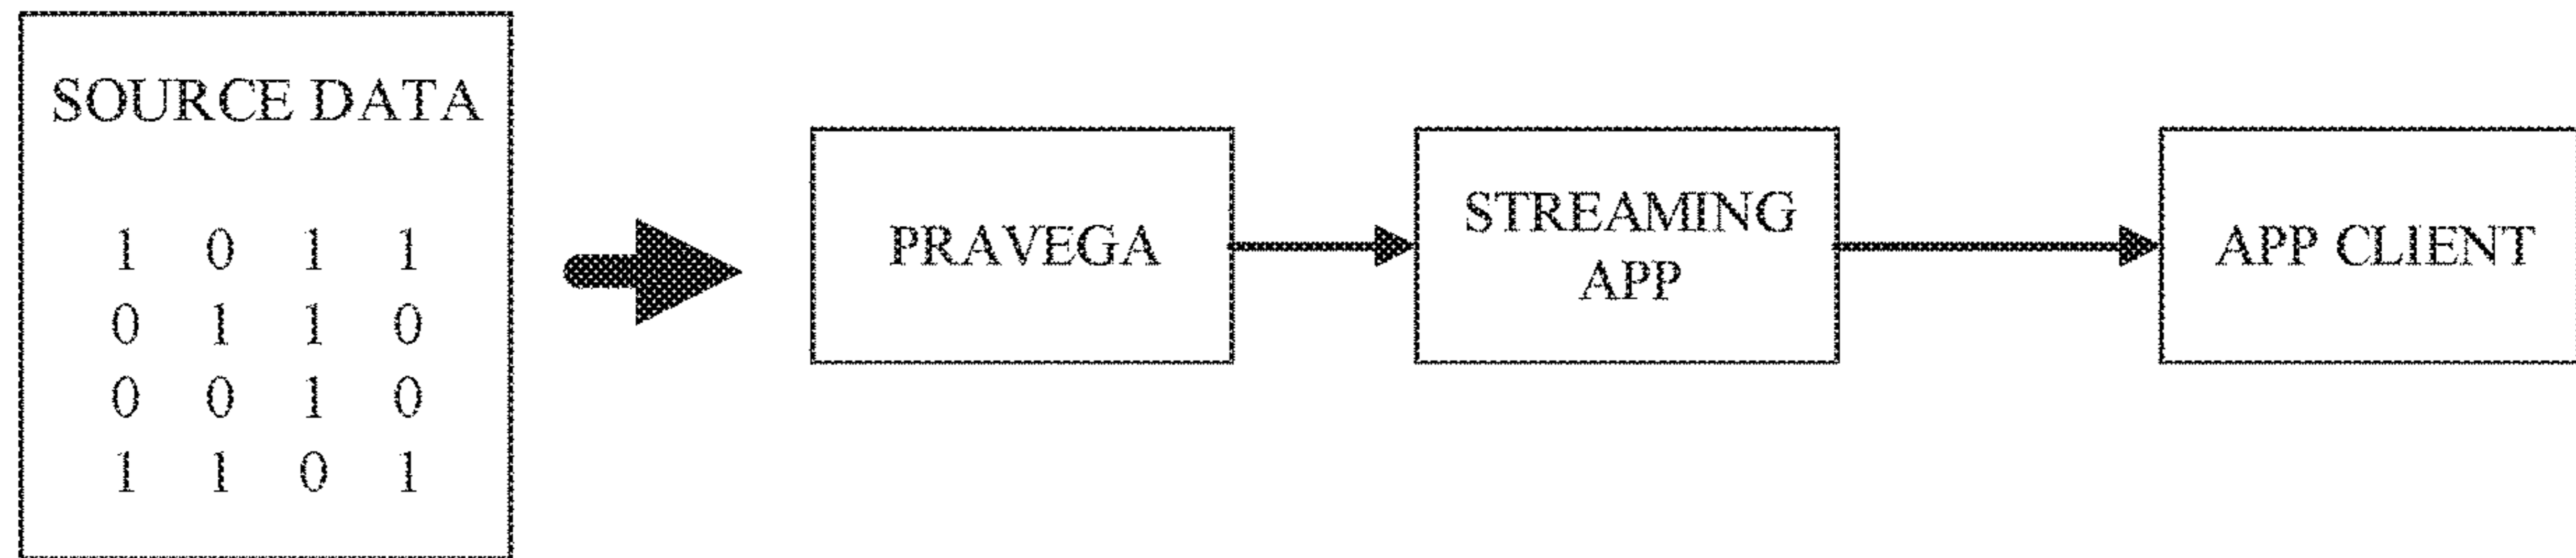 SOURCE DATA
1 0 1 1
0 1 1 0
0 0 1 0
1 1 0 1
PRAVEGA
STREAMING
APP
APP CLIENT